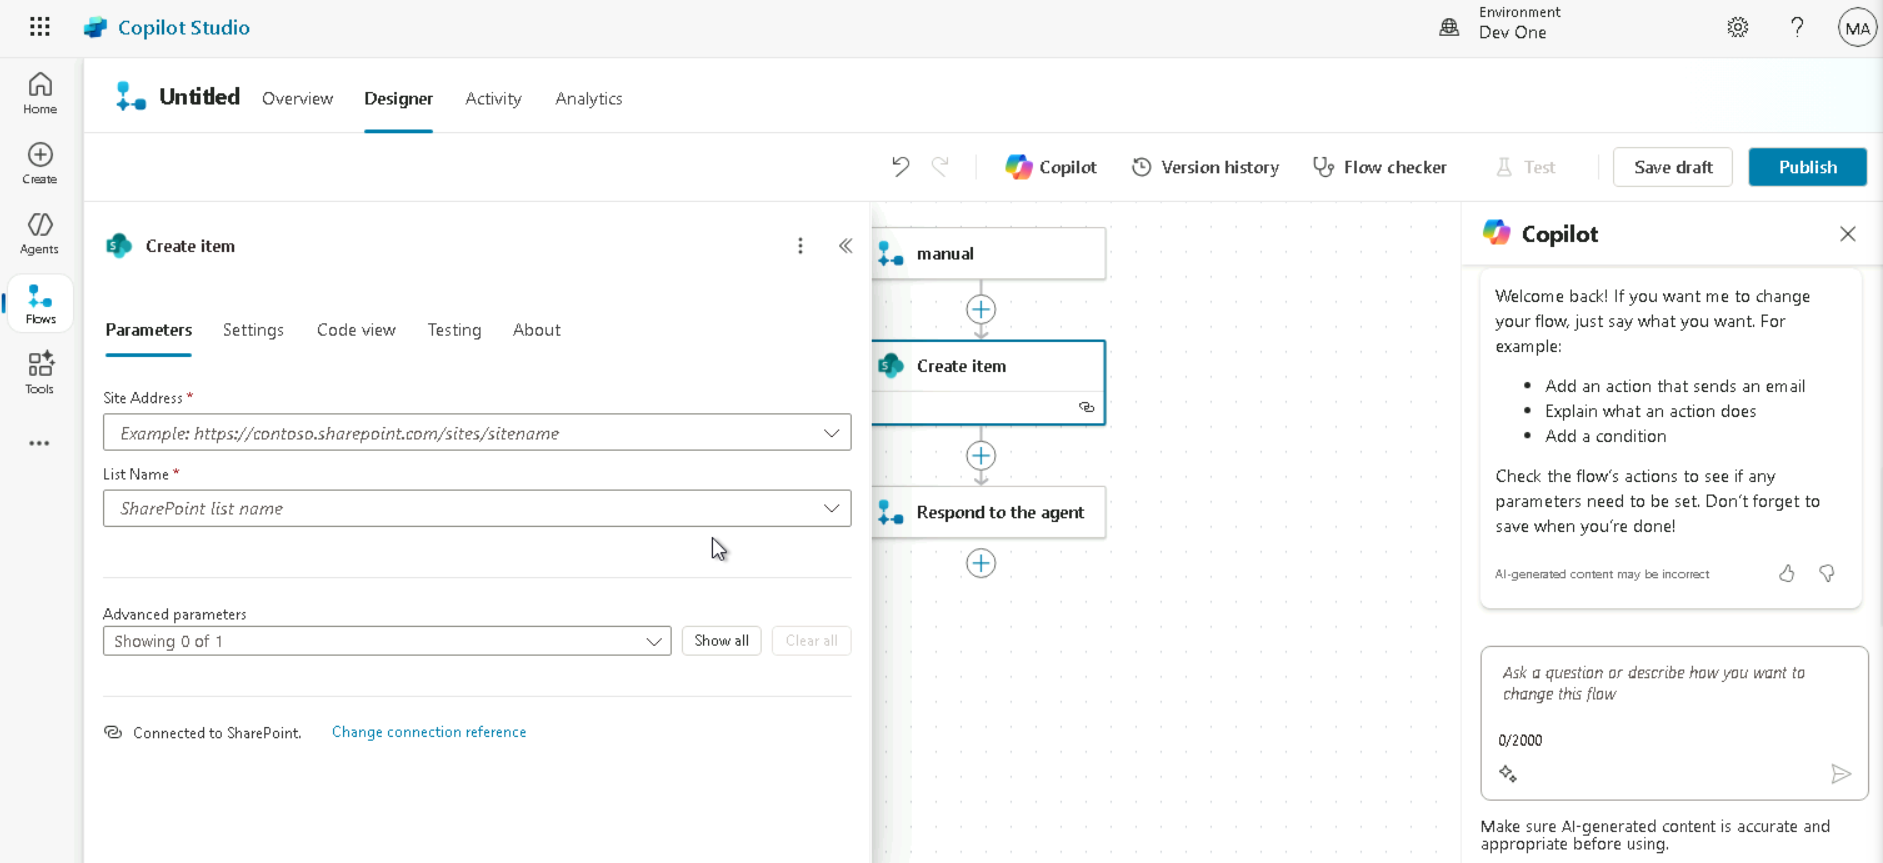 Copilot Studio
Environment
Dev One
MA
Home
Create
Agents
Flows
Tools
Untitled
Overview
Designer
Activity
Analytics
Copilot
Version history
Flow checker
Test
Save draft
Publish
Create item
Parameters
Settings
Code view
Testing
About
Site Address *
Example: https://contoso.sharepoint.com/sites/sitename
List Name *
SharePoint list name
Advanced parameters
Showing 0 of 1
Show all
Clear all
Connected to SharePoint.
Change connection reference
manual
Create item
Respond to the agent
Copilot
Welcome back! If you want me to change
your flow, just say what you want. For
example:
• Add an action that sends an email
• Explain what an action does
• Add a condition
Check the flow's actions to see if any
parameters need to be set. Don't forget to
save when you're done!
AI-generated content may be incorrect
Ask a question or describe how you want to
change this flow
0/2000
Make sure AI-generated content is accurate and
appropriate before using.